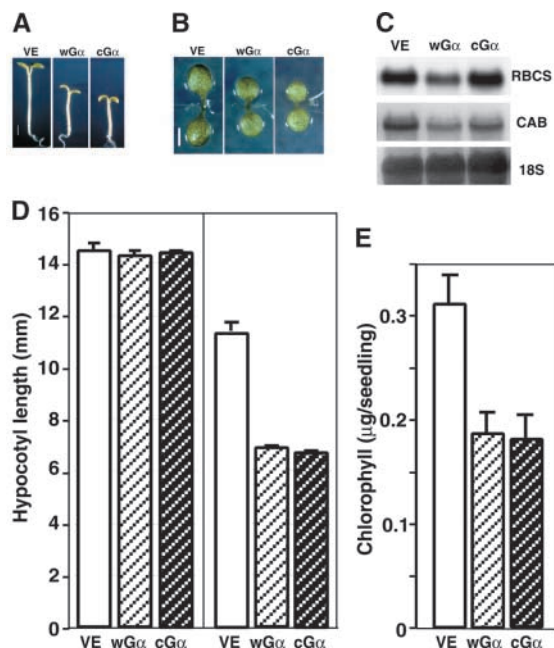 A
VE wGα cGα
B
VE wGα cGα
C
VE wGα cGα
RBCS
CAB
18S
D
Hypocotyl length (mm)
16
14
12
10
8
6
4
2
0
VE wGα cGα
VE wGα cGα
E
Chlorophyll (μg/seedling)
0.3
0.2
0.1
0
VE wGα cGα